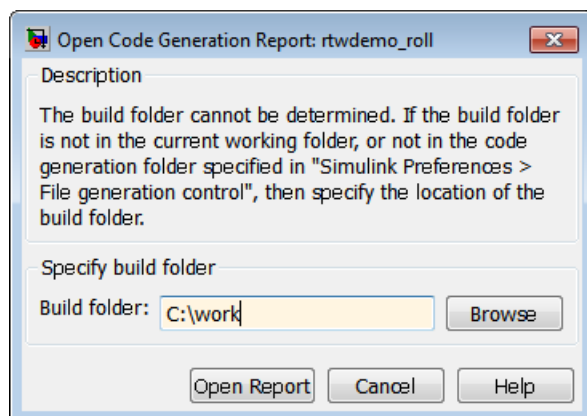 Open Code Generation Report: rtwdemo_roll
Description
The build folder cannot be determined. If the build folder
is not in the current working folder, or not in the code
generation folder specified in "Simulink Preferences >
File generation control", then specify the location of the
build folder.
Specify build folder
Build folder: C:\work Browse
Open Report Cancel Help